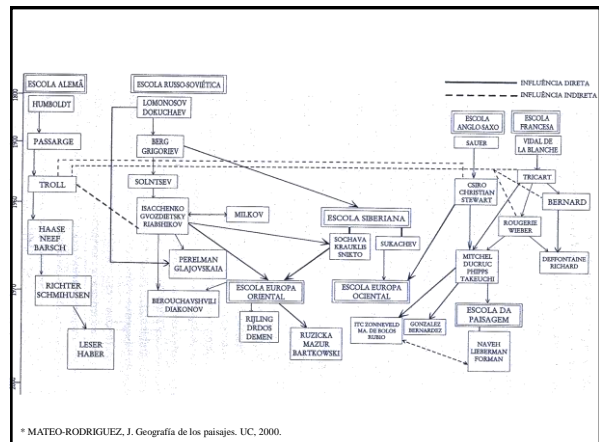 ESCOLA ALEMÃ
ESCOLA RUSSO-SOVIÉTICA
INFLUÊNCIA DIRETA
INFLUÊNCIA INDIRETA
1800
HUMBOLDT
LOMONOSOV
DOKUCHAEV
ESCOLA
ANGLO-SAXO
ESCOLA
FRANCESA
1900
PASSARGE
BERG
GRIGORIEV
SAUER
VIDAL DE
LA BLANCHE
TROLL
SOLNTSEV
CSIRO
CHRISTIAN
STEWART
TRICART
BERNARD
ISACCHENKO
GVOZDIETSKY
RIABSHIKOV
MILKOV
ESCOLA SIBERIANA
ROUGERIE
WIEBER
HAASE
NEEF
BARSCH
SOCHAVA
KRAUKLIS
SNIKTO
SUKACHEV
PERELMAN
GLAJOVSKAIA
MITCHEL
DUCRUC
PHIPPS
TAKEUCHI
DEFFONTAINE
RICHARD
RICHTER
SCHMIHUSEN
BEROUCHAVSHVILI
DIAKONOV
ESCOLA EUROPA
ORIENTAL
ESCOLA EUROPA
OCIENTAL
1970
RIJLING
DRDOS
DEMEN
RUZICKA
MAZUR
BARTKOWSKI
ITC ZONNEVELD
MA. DE BOLOS
RUBIO
GONZALÉZ
BERNARDEZ
ESCOLA DA
PAISAGEM
LESER
HABER
NAVEH
LIEBERMAN
FORMAN
* MATEO-RODRIGUEZ, J. Geografía de los paisajes. UC, 2000.